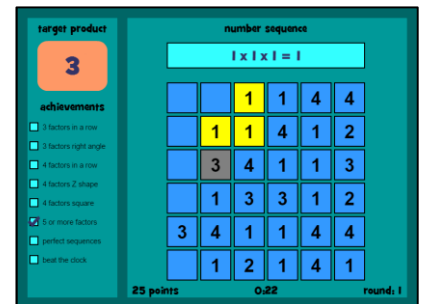 target product
3
achievements
3 factors in a row
3 factors right angle
4 factors in a row
4 factors Z shape
4 factors square
5 or more factors
perfect sequences
beat the clock
number sequence
1 x 1 x 1 = 1
1 1 4 4
1 1 4 1 2
3 4 1 1 3
1 3 3 1 2
3 4 1 1 4 4
1 2 1 4 1
25 points 0:22 round: 1